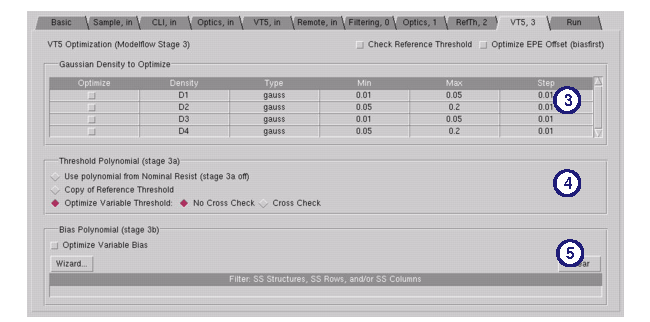 Basic Sample, in CLI, in Optics, in VT5, in Remote, in Filtering, 0 Optics, 1 RefTh, 2 VT5, 3 Run
VT5 Optimization (Modelflow Stage 3) Check Reference Threshold Optimize EPE Offset (biasfirst)
Gaussian Density to Optimize
Optimize Density Type Min Max Step
D1 gauss 0.01 0.05 0.01
D2 gauss 0.05 0.2 0.01
D3 gauss 0.01 0.05 0.01
D4 gauss 0.05 0.2 0.01
3
Threshold Polynomial (stage 3a)
Use polynomial from Nominal Resist (stage 3a off)
Copy of Reference Threshold
Optimize Variable Threshold: No Cross Check Cross Check
4
Bias Polynomial (stage 3b)
Optimize Variable Bias
5
Wizard...
Filter: SS Structures, SS Rows, and/or SS Columns